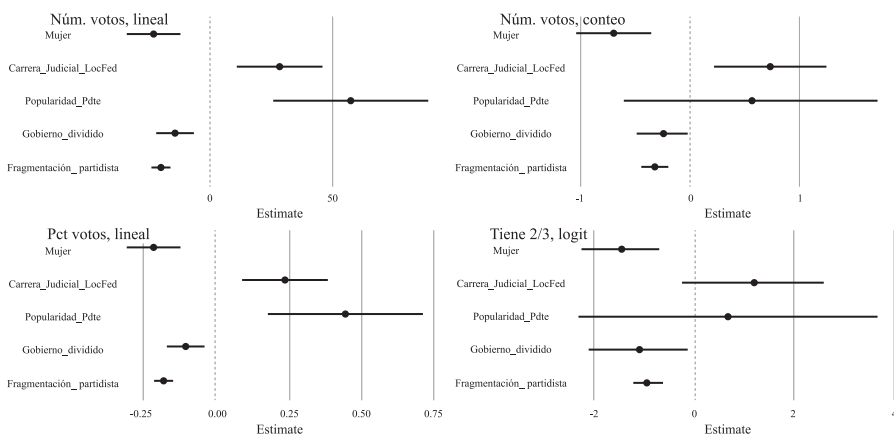 Núm. votos, lineal
Mujer
Carrera_Judicial_LocFed
Popularidad_Pdte
Gobierno_dividido
Fragmentación_ partidista
0
50
Estimate
Núm. votos, conteo
Mujer
Carrera_Judicial_LocFed
Popularidad_Pdte
Gobierno_dividido
Fragmentación_ partidista
-1
0
1
Estimate
Pct votos, lineal
Mujer
Carrera_Judicial_LocFed
Popularidad_Pdte
Gobierno_dividido
Fragmentación_ partidista
-0.25
0.00
0.25
0.50
0.75
Estimate
Tiene 2/3, logit
Mujer
Carrera_Judicial_LocFed
Popularidad_Pdte
Gobierno_dividido
Fragmentación_ partidista
-2
0
2
4
Estimate